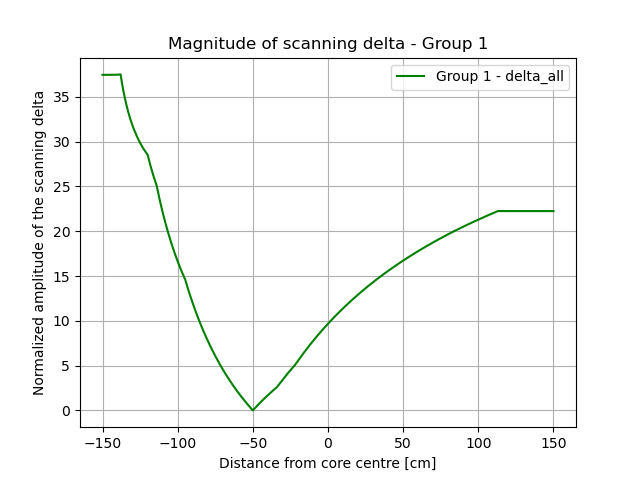 Magnitude of scanning delta - Group 1
Group 1 - delta_all
Normalized amplitude of the scanning delta
35
30
25
20
15
10
5
0
−150 −100 −50 0 50 100 150
Distance from core centre [cm]